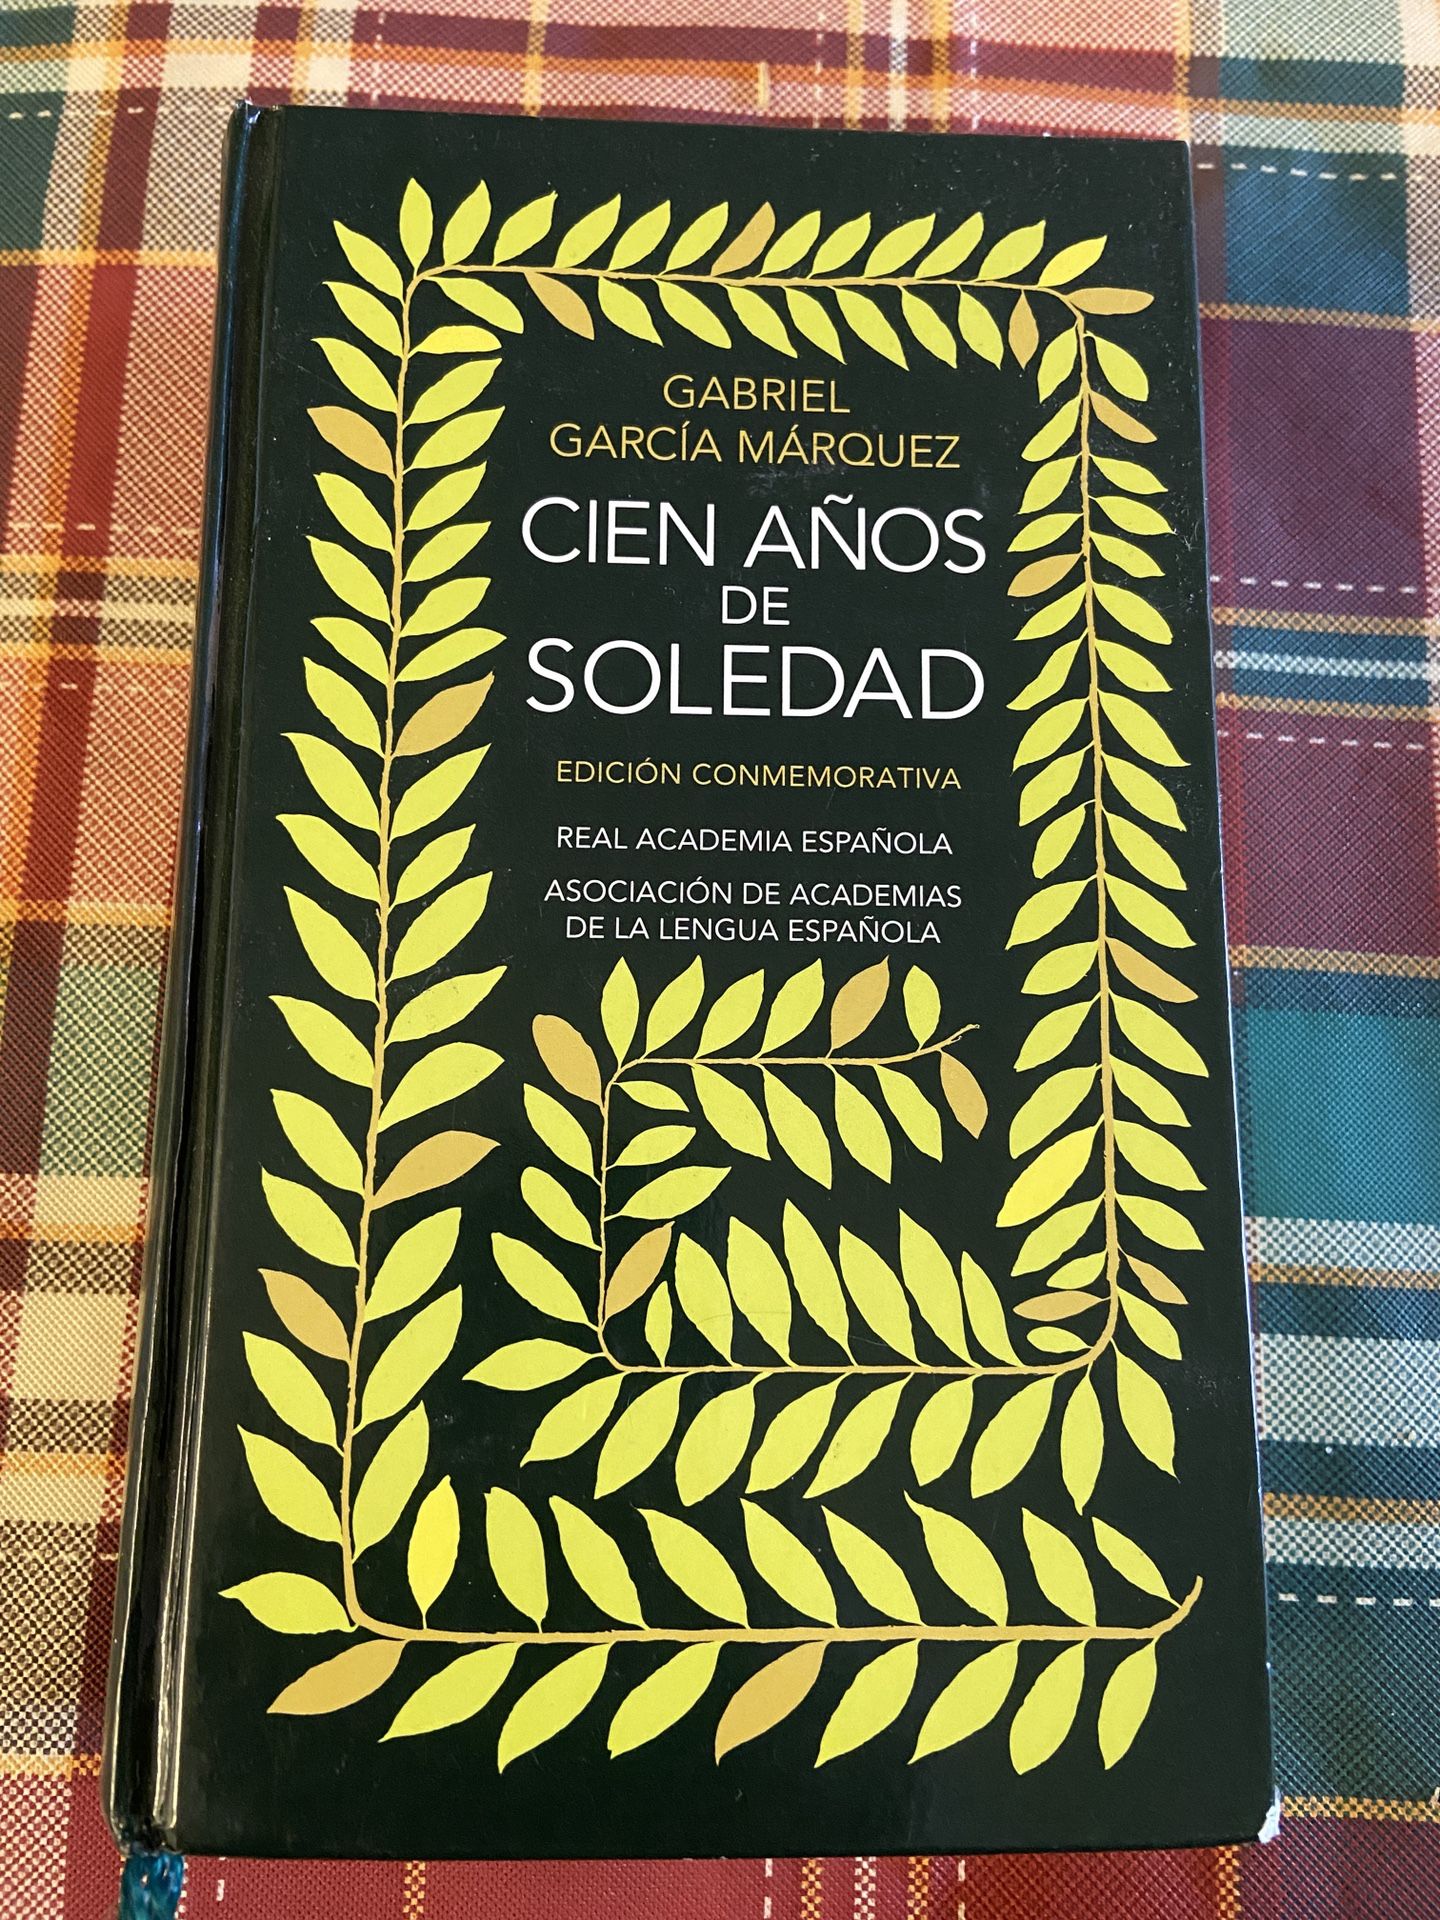 GABRIEL
GARCÍA MÁRQUEZ
CIEN AÑOS
DE
SOLEDAD
EDICIÓN CONMEMORATIVA
REAL ACADEMIA ESPAÑOLA
ASOCIACIÓN DE ACADEMIAS
DE LA LENGUA ESPAÑOLA